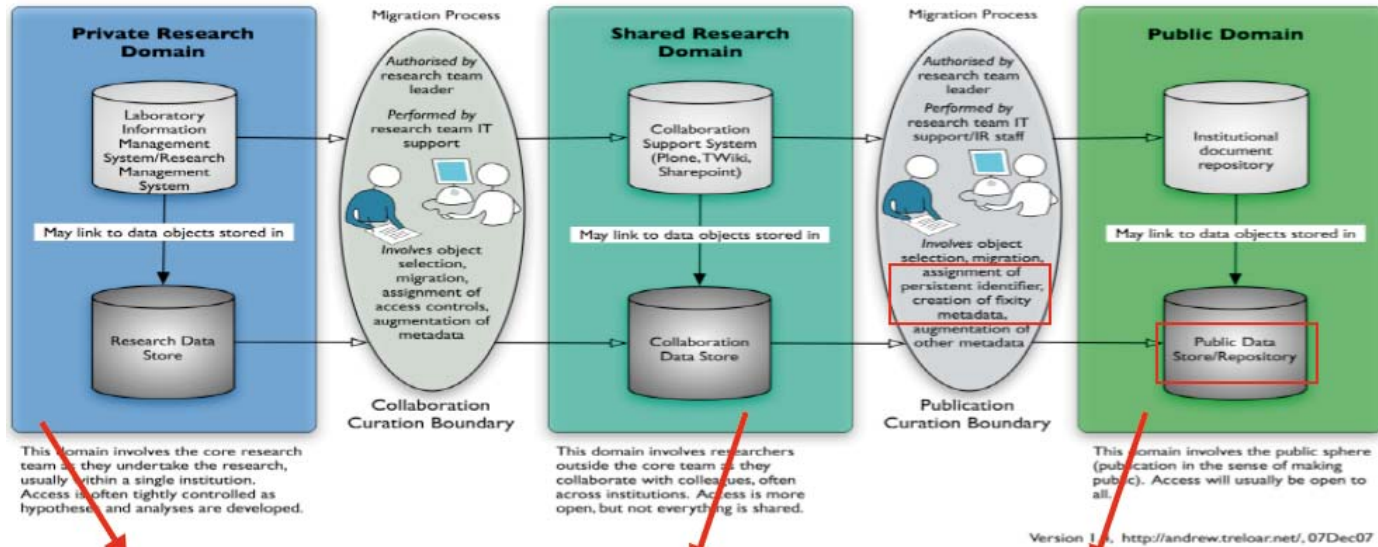 Migration Process
Migration Process
Private Research
Domain
Laboratory
Information
Management
System/Research
Management
System
May link to data objects stored in
Research Data
Store
Authorised by
research team
leader
Performed by
research team IT
support
Involves object
selection,
migration,
assignment of
access controls,
augmentation of
metadata
Collaboration
Curation Boundary
Shared Research
Domain
Collaboration
Support System
(Plone, TWiki,
Sharepoint)
May link to data objects stored in
Collaboration
Data Store
Authorised by
research team
leader
Performed by
research team IT
support/IR staff
Involves object
selection, migration,
assignment of
persistent identifier,
creation of fixity
metadata,
augmentation of
other metadata
Publication
Curation Boundary
Public Domain
Institutional
document
repository
May link to data objects stored in
Public Data
Store/Repository
This domain involves the core research
team as they undertake the research,
usually within a single institution.
Access is often tightly controlled as
hypotheses and analyses are developed.
This domain involves researchers
outside the core team as they
collaborate with colleagues, often
across institutions. Access is more
open, but not everything is shared.
This domain involves the public sphere
(publication in the sense of making
public). Access will usually be open to
all.
Version http://andrew.treloar.net/, 07Dec07